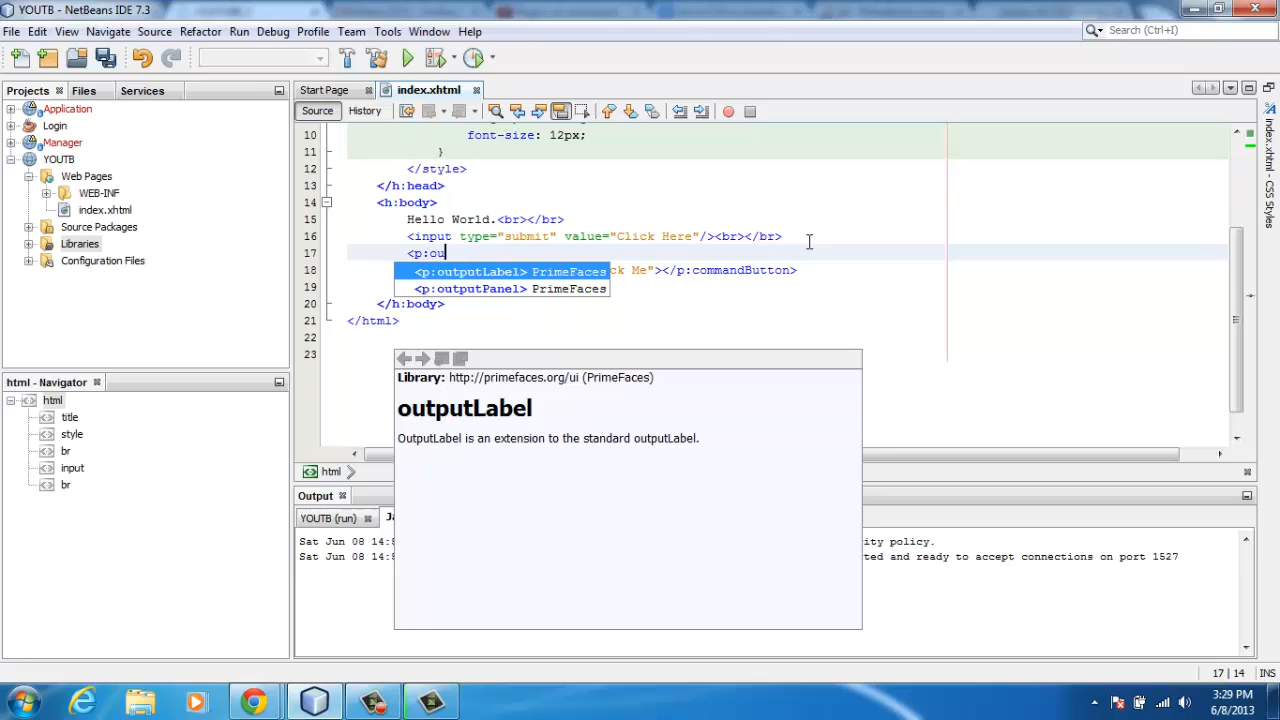 YOUTB - NetBeans IDE 7.3
File Edit View Navigate Source Refactor Run Debug Profile Team Tools Window Help
Search (Ctrl+I)
Projects Files Services
Start Page index.xhtml
Application
Login
Manager
YOUTB
Web Pages
WEB-INF
index.xhtml
Source Packages
Libraries
Configuration Files
Source History
10 font-size: 12px;
11 }
12 </style>
13 </h:head>
14 <h:body>
15 Hello World.<br></br>
16 <input type="submit" value="Click Here"/><br></br>
17 <p:ou
18 ck Me"></p:commandButton>
19
20 </h:body>
21 </html>
22
23
<p:outputLabel> PrimeFaces
<p:outputPanel> PrimeFaces
Library: http://primefaces.org/ui (PrimeFaces)
outputLabel
OutputLabel is an extension to the standard outputLabel.
html - Navigator
html
title
style
br
input
br
html
Output
YOUTB (run) Ja
Sat Jun 08 14:5 ity policy.
Sat Jun 08 14:5 ted and ready to accept connections on port 1527
index.xhtml - CSS Styles
17 | 14 INS
3:29 PM
6/8/2013